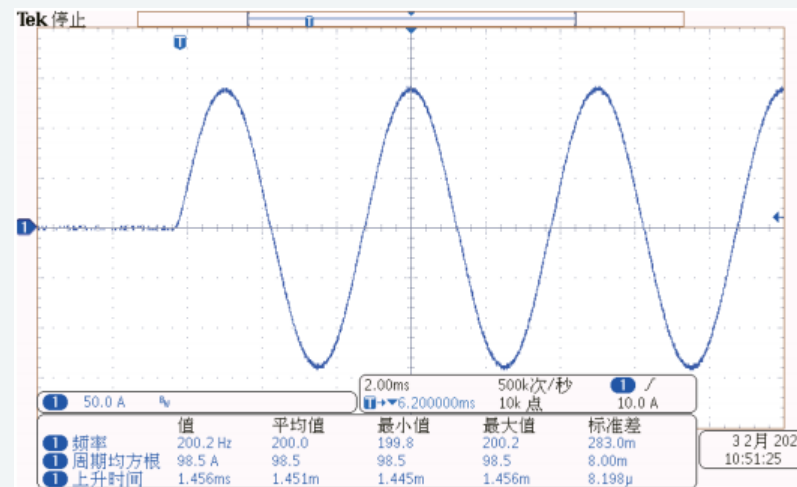 Tek 停止
T
T
1
1 50.0 A
2.00ms 500k次/秒 1
T→▼6.200000ms 10k 点 10.0 A
值 平均值 最小值 最大值 标准差
1 频率 200.2 Hz 200.0 199.8 200.2 283.0m
1 周期均方根 98.5 A 98.5 98.5 98.5 8.00m
1 上升时间 1.456ms 1.451m 1.445m 1.456m 8.198µ
3 2月 202
10:51:25